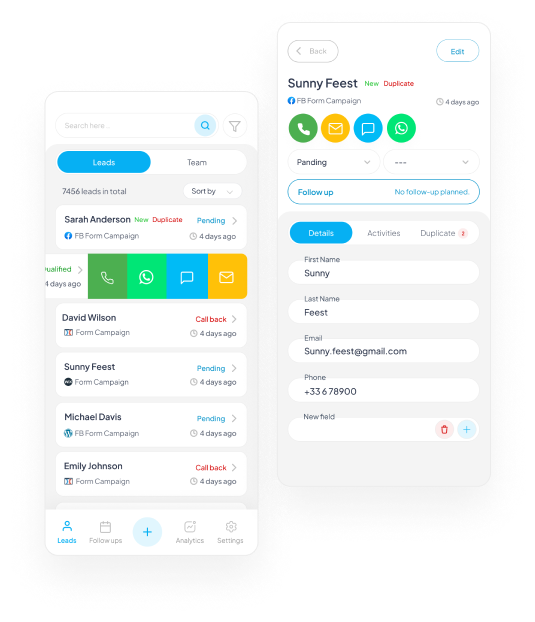 Search here...
Leads
Team
7456 leads in total
Sort by
Sarah Anderson New Duplicate Pending
FB Form Campaign 4 days ago
ualified
4 days ago
David Wilson Call back
Form Campaign 4 days ago
Sunny Feest Pending
Form Campaign 4 days ago
Michael Davis Pending
FB Form Campaign 4 days ago
Emily Johnson Call back
Form Campaign 4 days ago
Leads Follow ups Analytics Settings
Back
Edit
Sunny Feest New Duplicate
FB Form Campaign 4 days ago
Panding ---
Follow up No follow-up planned.
Details Activities Duplicate 2
First Name
Sunny
Last Name
Feest
Email
Sunny.feest@gmail.com
Phone
+33 6 78900
New field